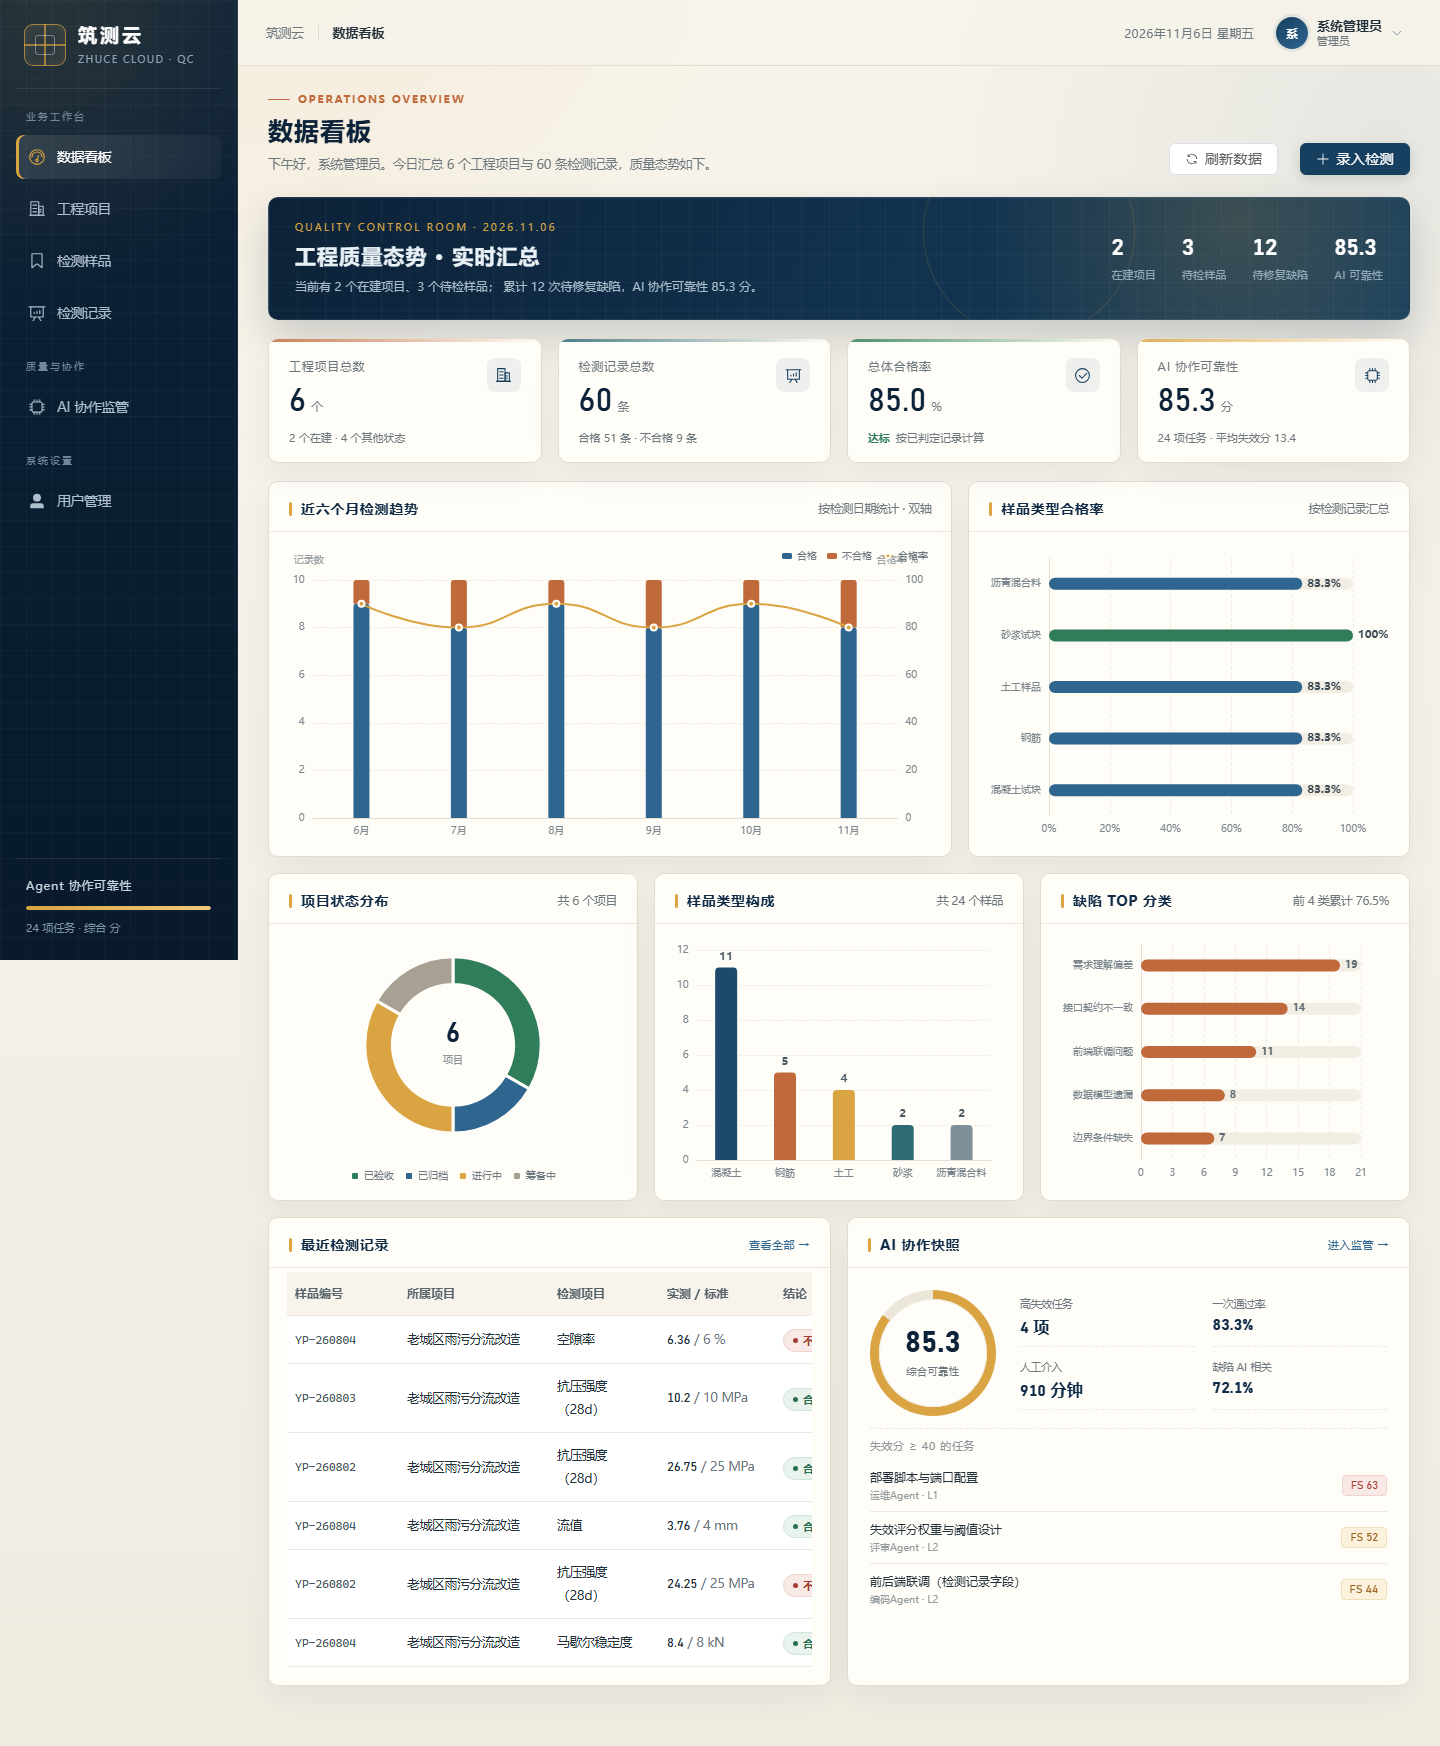 筑测云
ZHUCE CLOUD · QC
业务工作台
数据看板
工程项目
检测样品
检测记录
质量与协作
AI 协作监管
系统设置
用户管理
Agent 协作可靠性
24 项任务 · 综合 分
筑测云
数据看板
2026年11月6日 星期五
系
系统管理员
管理员
OPERATIONS OVERVIEW
数据看板
下午好，系统管理员。今日汇总 6 个工程项目与 60 条检测记录，质量态势如下。
刷新数据
录入检测
QUALITY CONTROL ROOM · 2026.11.06
工程质量态势 · 实时汇总
当前有 2 个在建项目、3 个待检样品； 累计 12 次待修复缺陷，AI 协作可靠性 85.3 分。
2
在建项目
3
待检样品
12
待修复缺陷
85.3
AI 可靠性
工程项目总数
6 个
2 个在建 · 4 个其他状态
检测记录总数
60 条
合格 51 条 · 不合格 9 条
总体合格率
85.0 %
达标 按已判定记录计算
AI 协作可靠性
85.3 分
24 项任务 · 平均失效分 13.4
近六个月检测趋势
按检测日期统计 · 双轴
合格 不合格 合格率
记录数
合格率 %
10 100
8 80
6 60
4 40
2 20
0 0
6月 7月 8月 9月 10月 11月
样品类型合格率
按检测记录汇总
沥青混合料 83.3%
砂浆试块 100%
土工样品 83.3%
钢筋 83.3%
混凝土试块 83.3%
0% 20% 40% 60% 80% 100%
项目状态分布
共 6 个项目
6
项目
已验收 已归档 进行中 筹备中
样品类型构成
共 24 个样品
12
10
8
6
4
2
0
11
5
4
2
2
混凝土 钢筋 土工 砂浆 沥青混合料
缺陷 TOP 分类
前 4 类累计 76.5%
需求理解偏差 19
接口契约不一致 14
前端联调问题 11
数据模型遗漏 8
边界条件缺失 7
0 3 6 9 12 15 18 21
最近检测记录
查看全部 →
样品编号 所属项目 检测项目 实测 / 标准 结论
YP-260804 老城区雨污分流改造 空隙率 6.36 / 6 % 不
YP-260803 老城区雨污分流改造 抗压强度（28d） 10.2 / 10 MPa 合
YP-260802 老城区雨污分流改造 抗压强度（28d） 26.75 / 25 MPa 合
YP-260804 老城区雨污分流改造 流值 3.76 / 4 mm 合
YP-260802 老城区雨污分流改造 抗压强度（28d） 24.25 / 25 MPa 不
YP-260804 老城区雨污分流改造 马歇尔稳定度 8.4 / 8 kN 合
AI 协作快照
进入监管 →
85.3
综合可靠性
高失效任务
4 项
一次通过率
83.3%
人工介入
910 分钟
缺陷 AI 相关
72.1%
失效分 ≥ 40 的任务
部署脚本与端口配置
运维Agent · L1
FS 63
失效评分权重与阈值设计
评审Agent · L2
FS 52
前后端联调（检测记录字段）
编码Agent · L2
FS 44